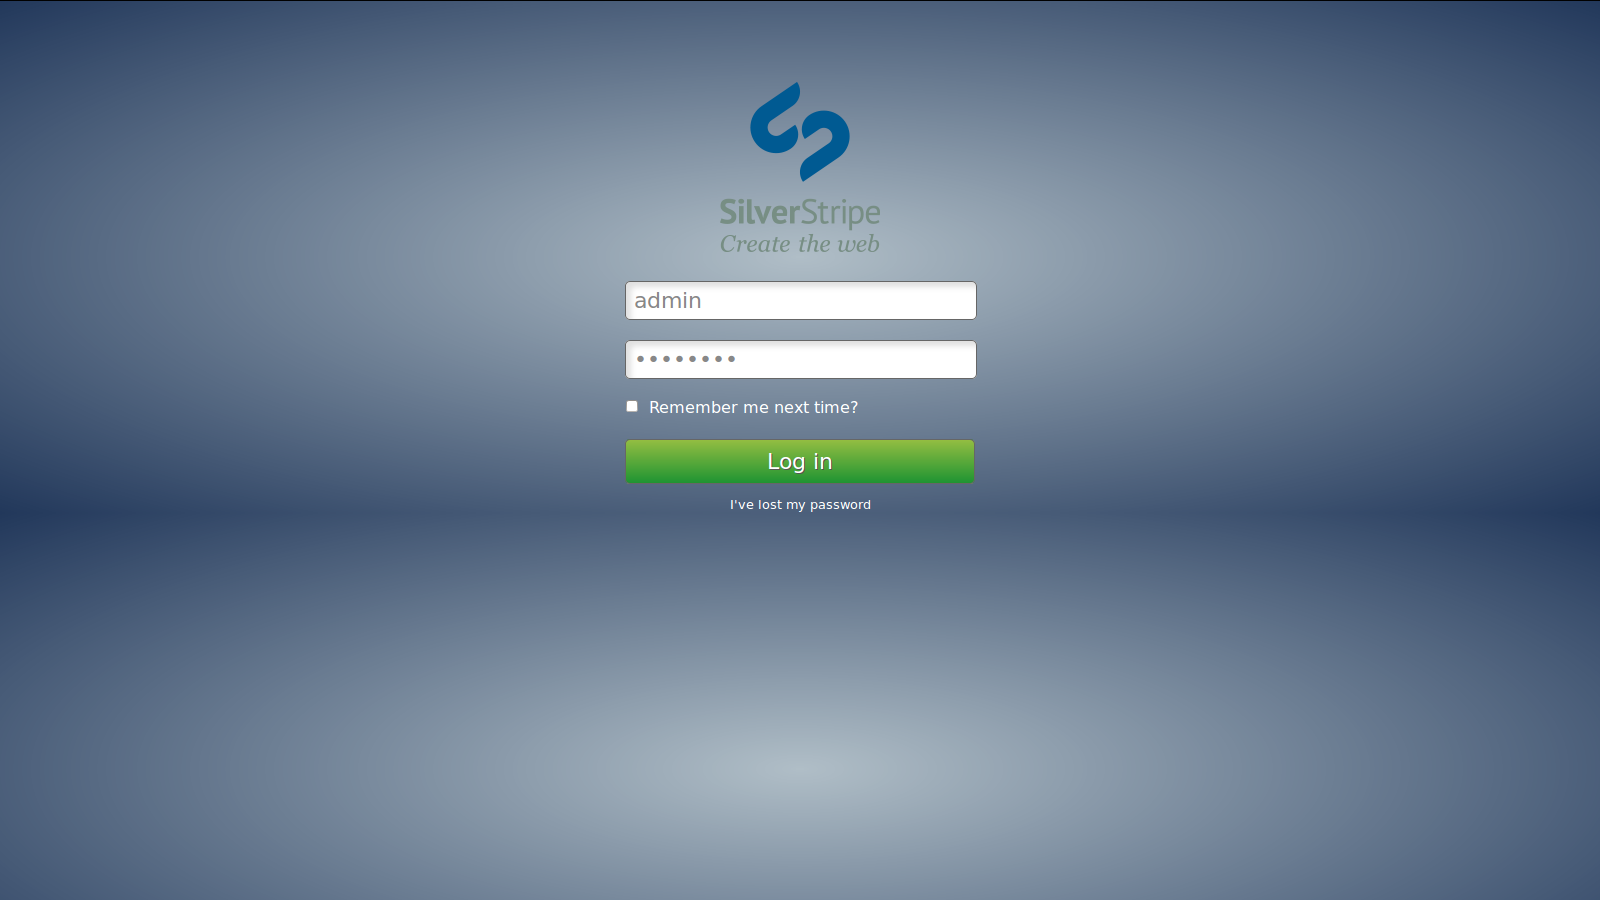 SilverStripe
Create the web
admin
••••••••
Remember me next time?
Log in
I've lost my password